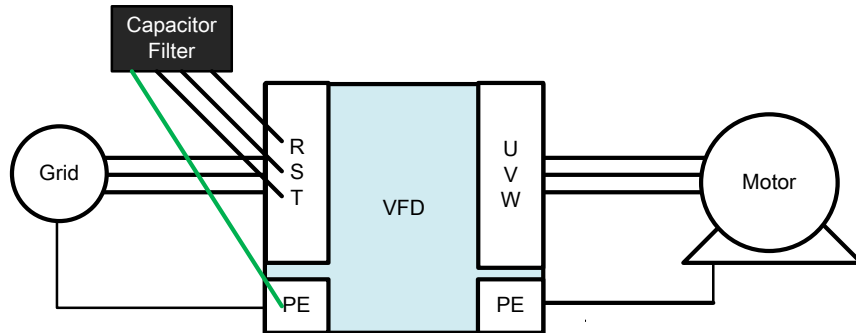 Capacitor
Filter
Grid
R
S
T
VFD
U
V
W
Motor
PE
PE